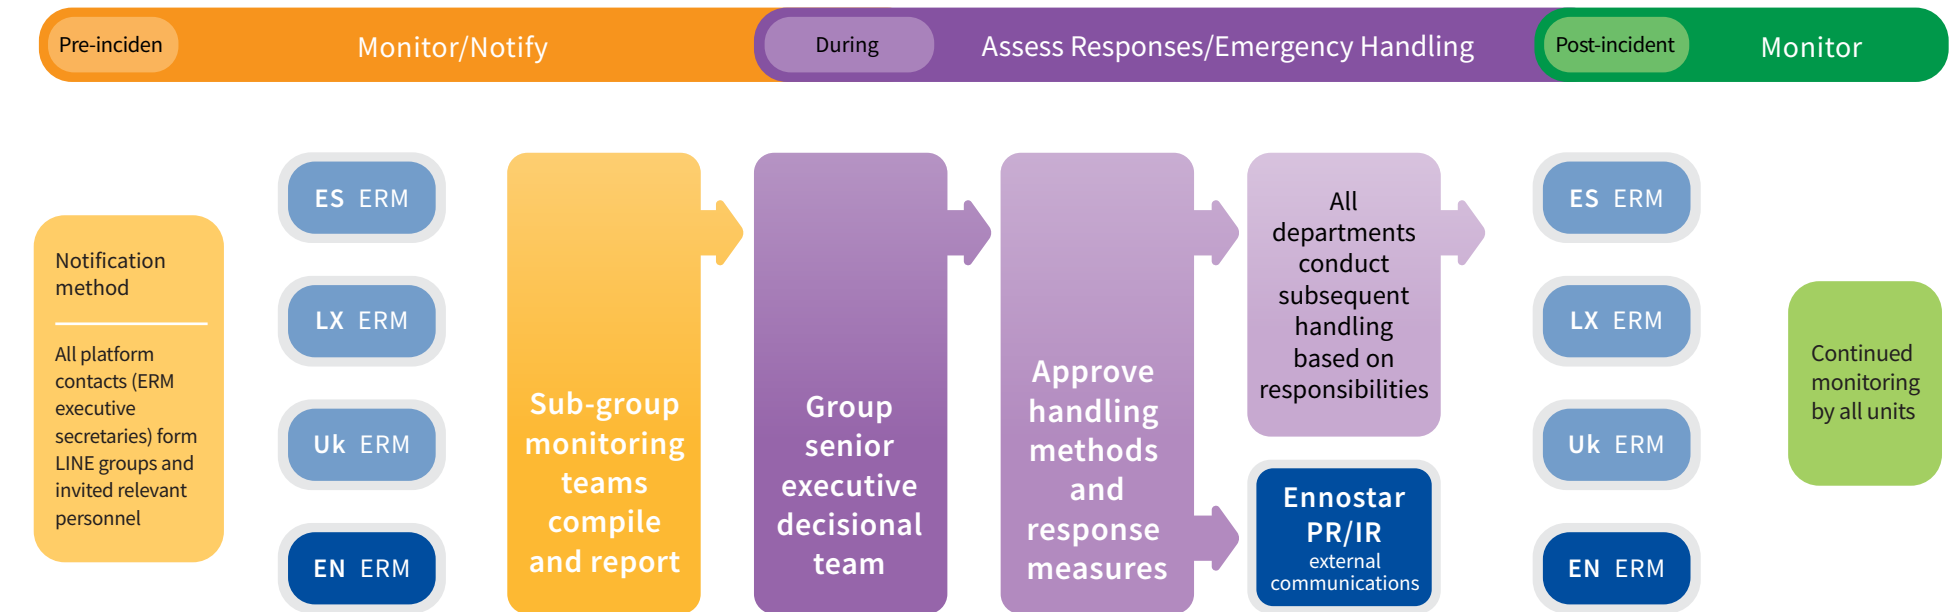 Pre-inciden
Monitor/Notify
During
Assess Responses/Emergency Handling
Post-incident
Monitor
Notification
method
All platform
contacts (ERM
executive
secretaries) form
LINE groups and
invited relevant
personnel
ES ERM
LX ERM
Uk ERM
EN ERM
Sub-group
monitoring
teams
compile
and report
Group
senior
executive
decisional
team
Approve
handling
methods
and
response
measures
All
departments
conduct
subsequent
handling
based on
responsibilities
Ennostar
PR/IR
external
communications
ES ERM
LX ERM
Uk ERM
EN ERM
Continued
monitoring
by all units